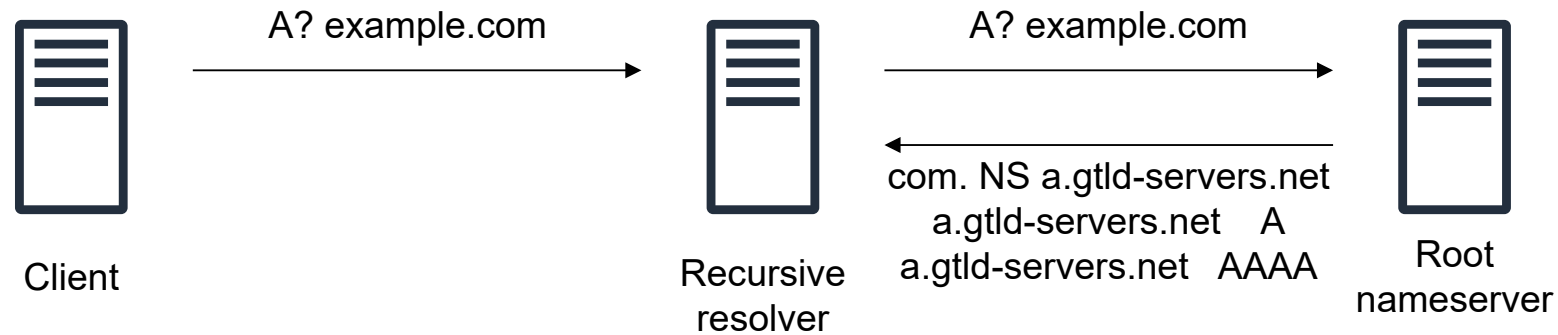 A? example.com
A? example.com
com. NS a.gtld-servers.net
a.gtld-servers.net A
a.gtld-servers.net AAAA
Client
Recursive
resolver
Root
nameserver